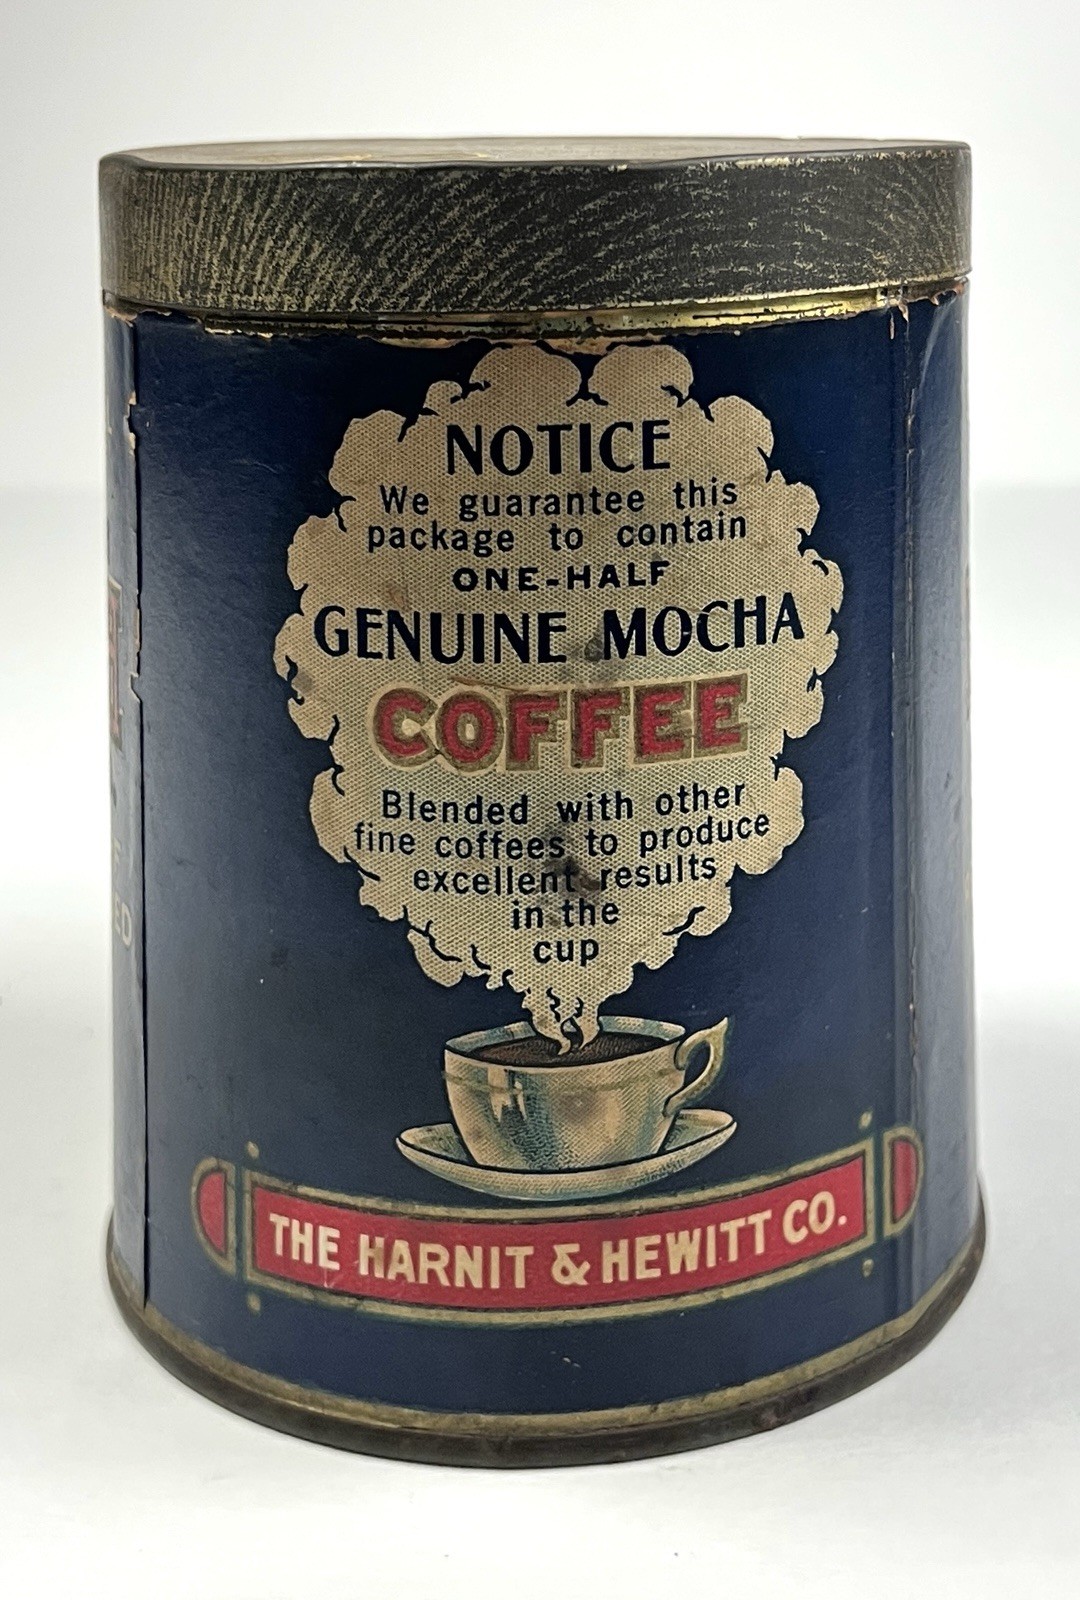 NOTICE
We guarantee this
package to contain
ONE-HALF
GENUINE MOCHA
COFFEE
Blended with other
fine coffees to produce
excellent results
in the
cup
THE HARNIT & HEWITT CO.